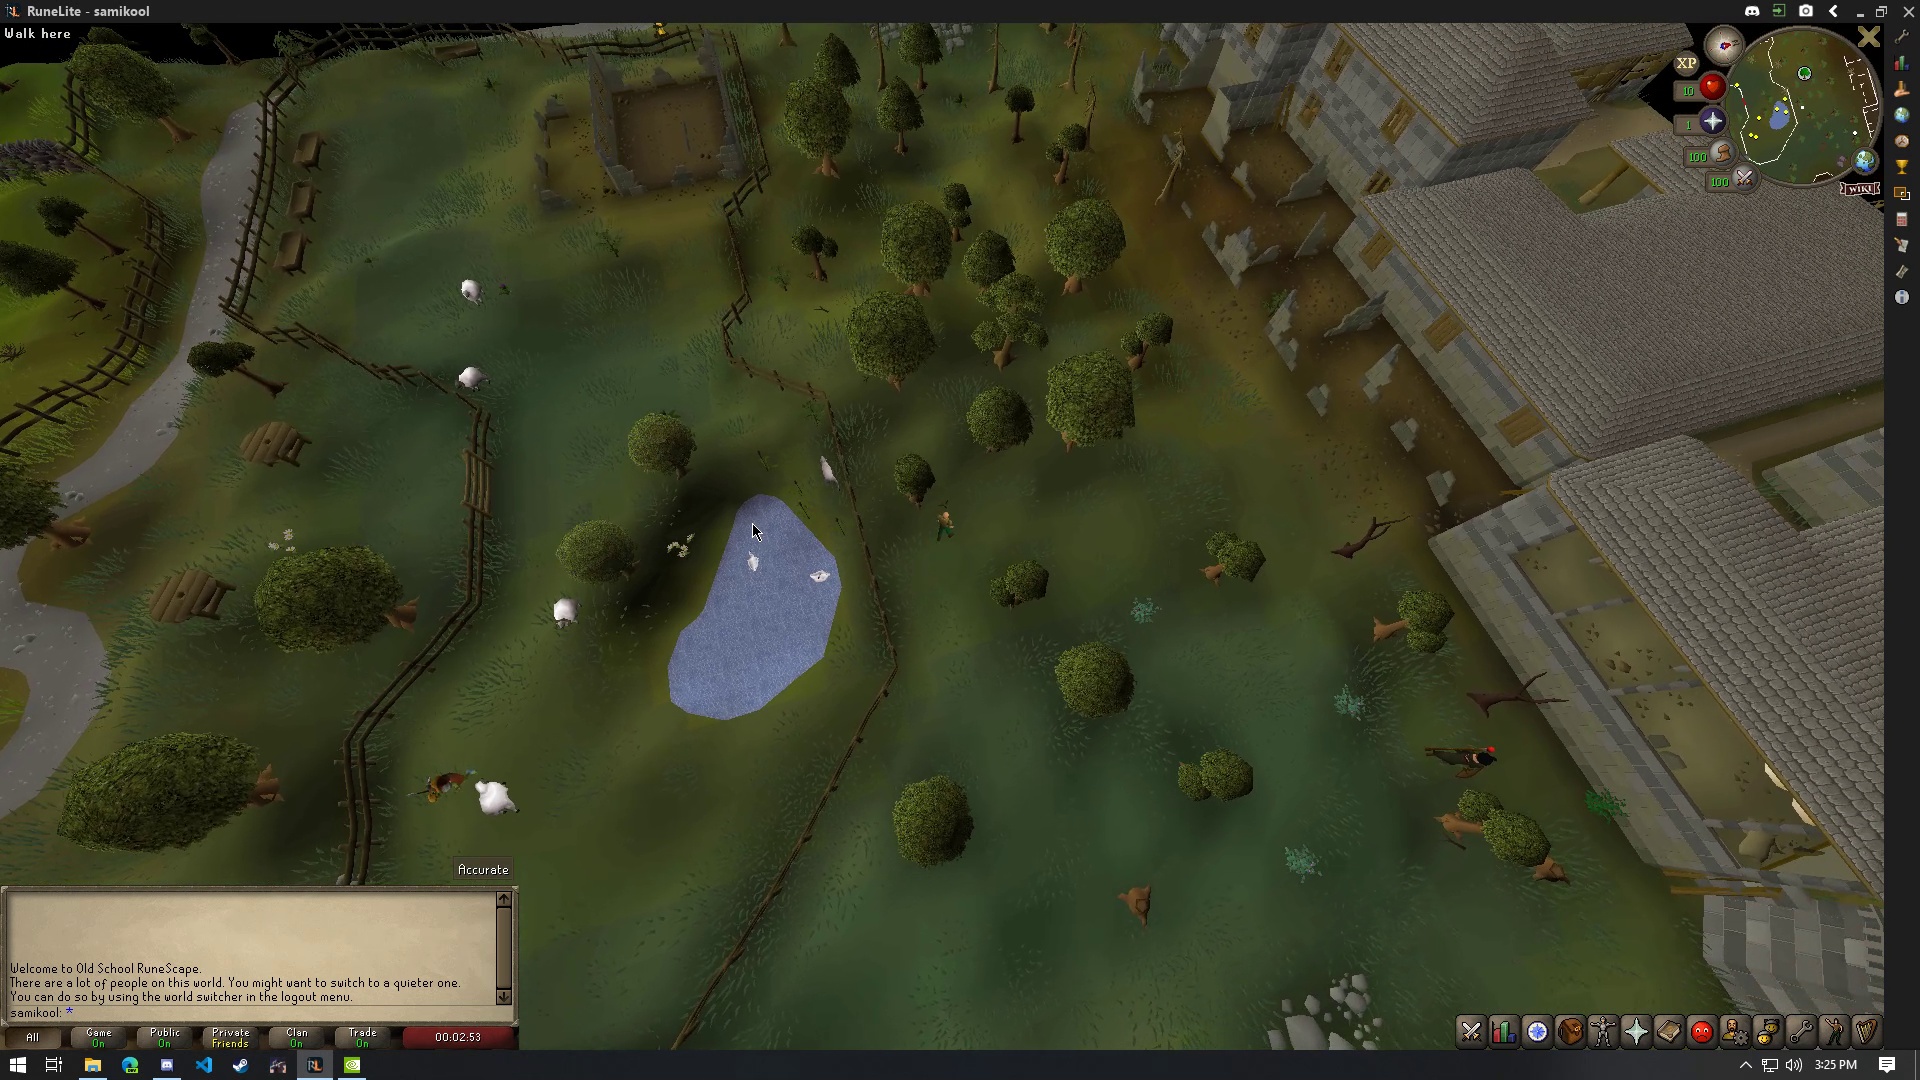 RuneLite - samikool
Walk here
XP
10
1
100
100
WIKI
Accurate
Welcome to Old School RuneScape.
There are a lot of people on this world. You might want to switch to a quieter one.
You can do so by using the world switcher in the logout menu.
samikool: *
All
Game
On
Public
On
Private
Friends
Clan
On
Trade
On
00:02:53
3:25 PM